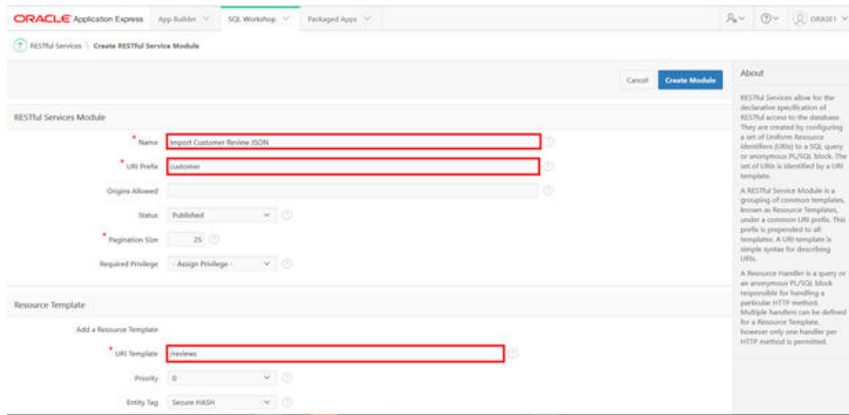 ORACLE Application Express App Builder SQL Workshop Packaged Apps ORASE1
RESTful Services \ Create RESTful Service Module
Cancel Create Module
RESTful Services Module
* Name Import Customer Review JSON
* URI Prefix customer
Origins Allowed
Status Published
* Pagination Size 25
Required Privilege - Assign Privilege -
Resource Template
Add a Resource Template
* URI Template /reviews
Priority 0
Entity Tag Secure HASH
About
RESTful Services allow for the
declarative specification of
RESTful access to the database.
They are created by configuring
a set of Uniform Resource
Identifiers (URIs) to a SQL query
or anonymous PL/SQL block. The
set of URIs is identified by a URI
template.
A RESTful Service Module is a
grouping of common templates,
known as Resource Templates,
under a common URI prefix. This
prefix is prepended to all
templates. A URI template is
simple syntax for describing
URIs.
A Resource Handler is a query or
an anonymous PL/SQL block
responsible for handling a
particular HTTP method.
Multiple handlers can be defined
for a Resource Template,
however only one handler per
HTTP method is permitted.